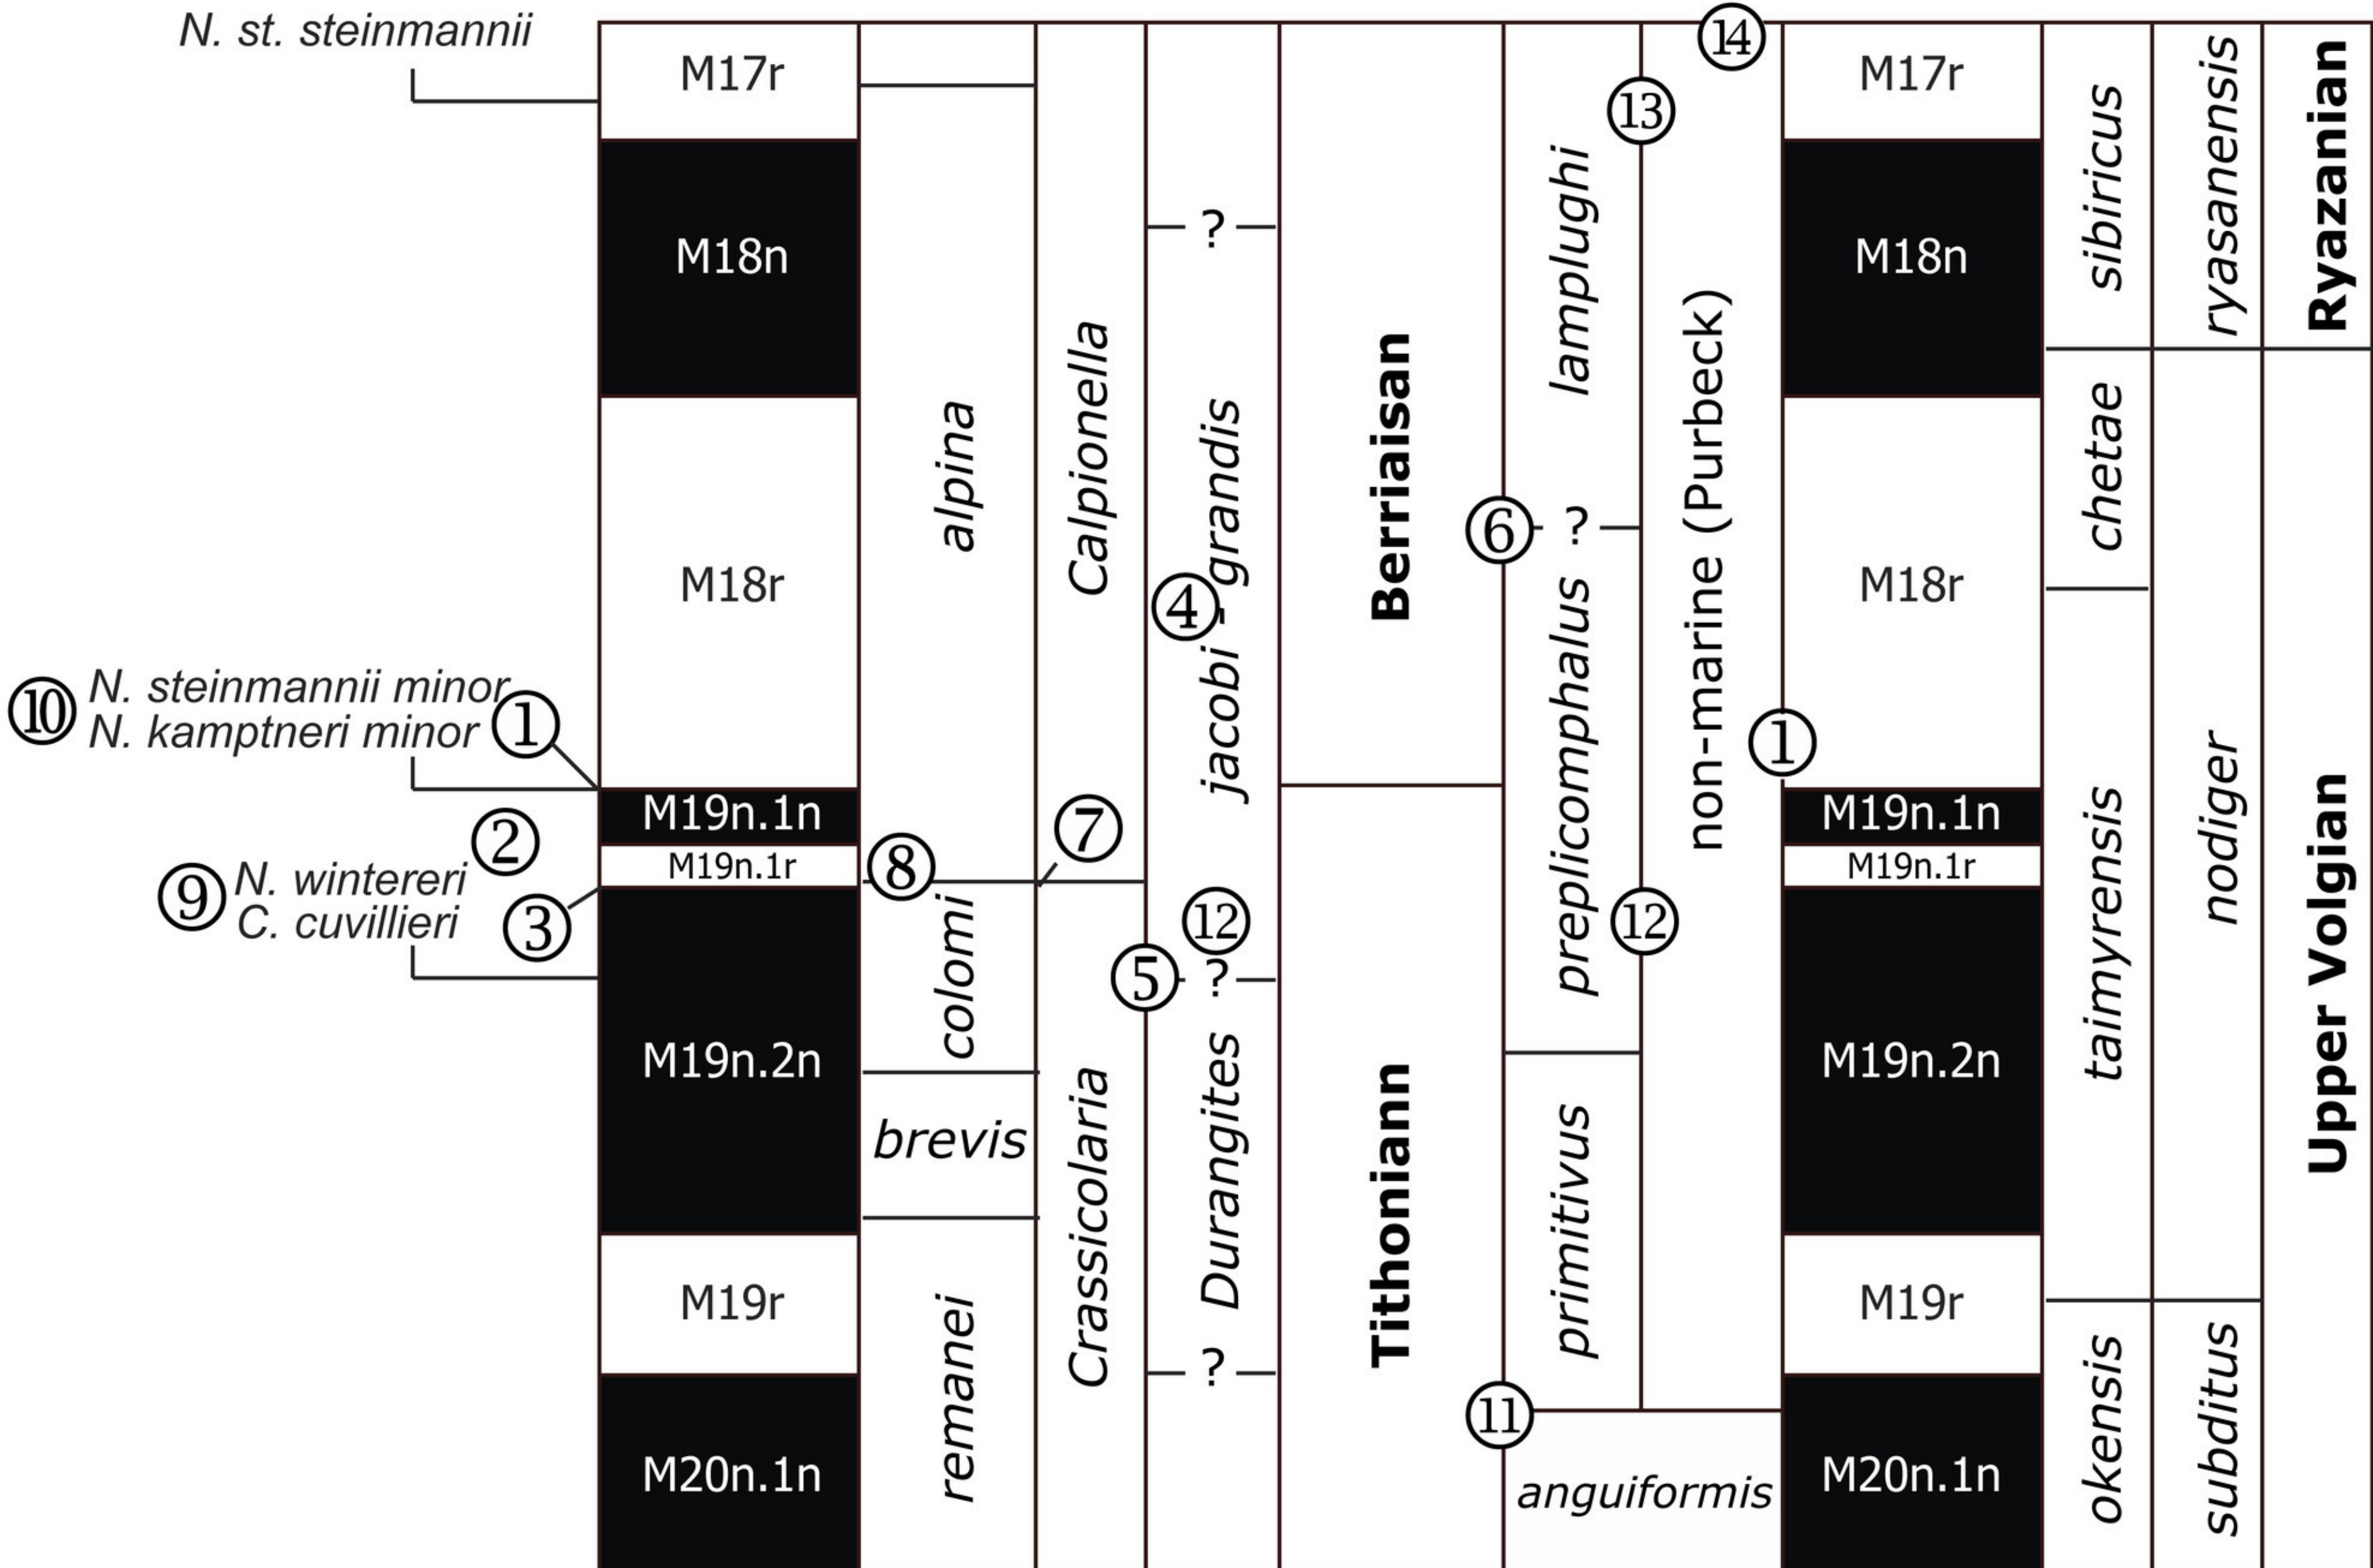 N. st. steinmannii
⑩ N. steinmannii minor
N. kamptneri minor ①
②
⑨ N. wintereri
C. cuvillieri ③
M17r
M18n
M18r
M19n.1n
M19n.1r
M19n.2n
M19r
M20n.1n
alpina
⑧
colomi
brevis
remanei
Calpionella
⑦
Crassicolaria
?
jacobi - grandis
④
⑫
⑤ ?
Durangites
?
Berriaisan
Tithoniann
lamplughi
⑥ ?
preplicomphalus
primitivus
⑪
anguiformis
⑭
⑬
non-marine (Purbeck)
⑫
①
M17r
M18n
M18r
M19n.1n
M19n.1r
M19n.2n
M19r
M20n.1n
sibiricus
chetae
taimyrensis
okensis
ryasanensis
nodiger
subditus
Ryazanian
Upper Volgian